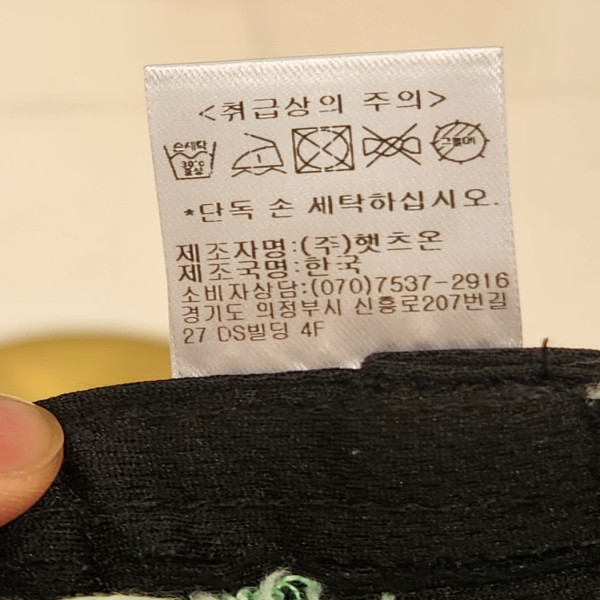 <취급상의 주의>
손세탁 30℃ 중성 그늘에
*단독 손 세탁하십시오.
제조자명:(주)햇츠온
제조국명:한국
소비자상담:(070)7537-2916
경기도 의정부시 신흥로207번길
27 DS빌딩 4F